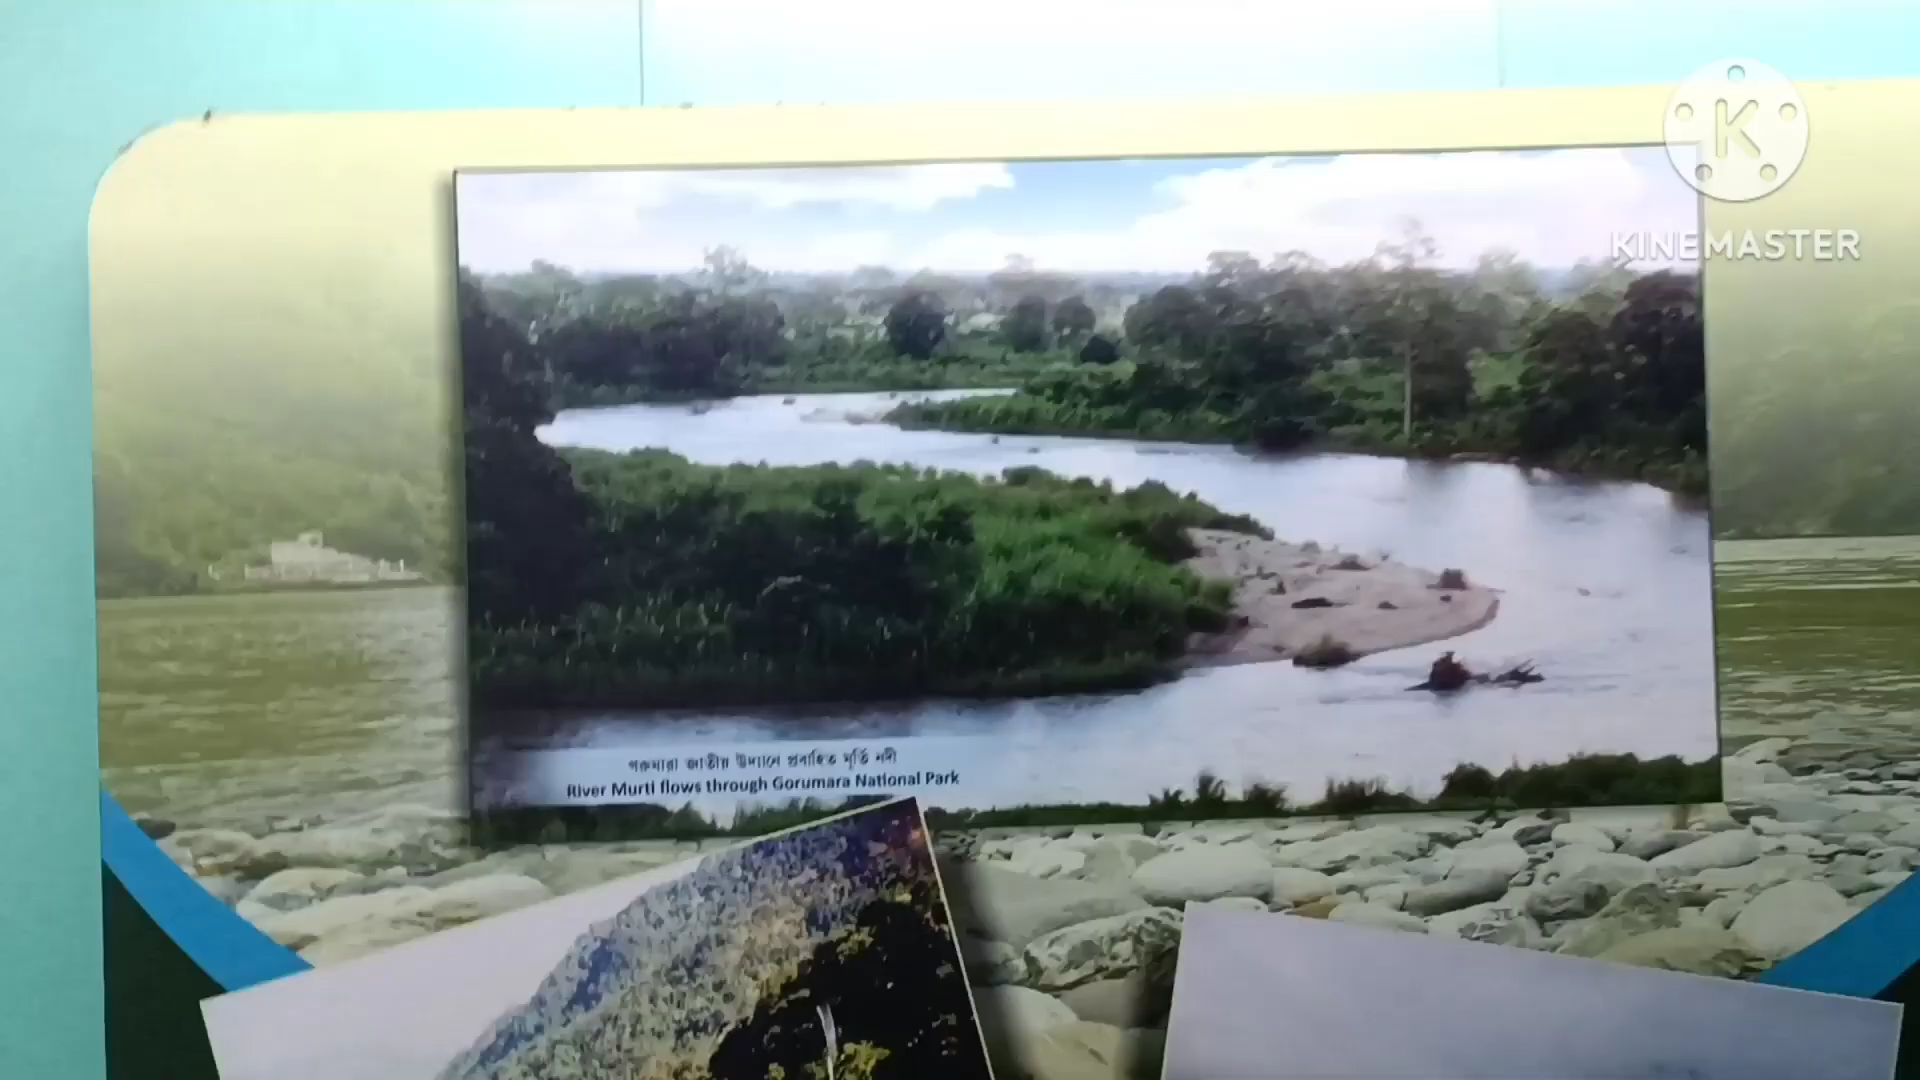 K
KINEMASTER
গরুমারা জাতীয় উদ্যানে প্রবাহিত মূর্তি নদী
River Murti flows through Gorumara National Park